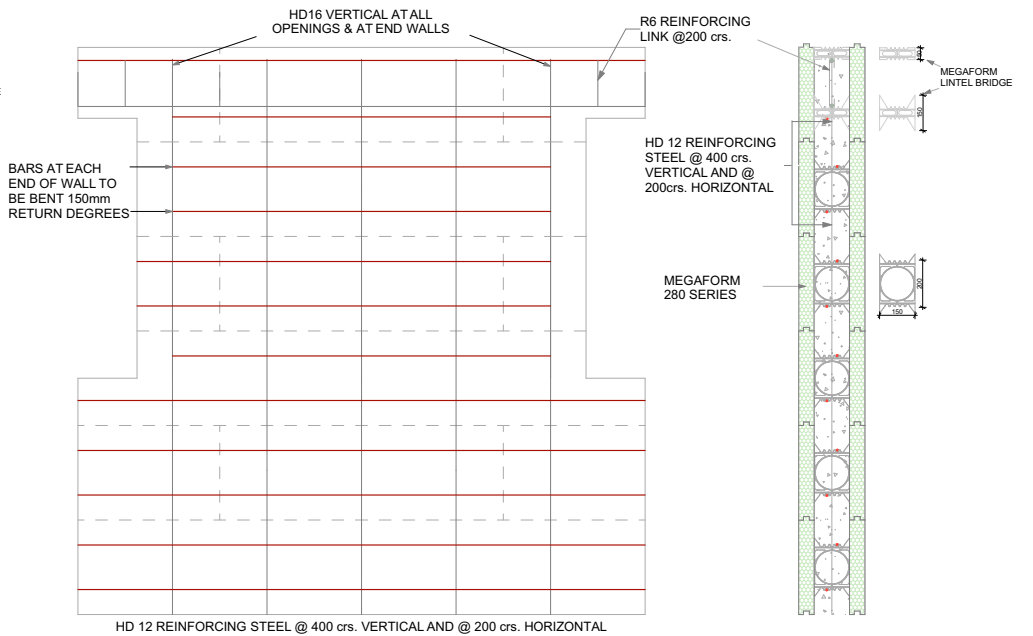 HD16 VERTICAL AT ALL
OPENINGS & AT END WALLS
R6 REINFORCING
LINK @200 crs.
MEGAFORM
LINTEL BRIDGE
150
HD 12 REINFORCING
STEEL @ 400 crs.
VERTICAL AND @
200crs. HORIZONTAL
BARS AT EACH
END OF WALL TO
BE BENT 150mm
RETURN DEGREES
MEGAFORM
280 SERIES
200
150
HD 12 REINFORCING STEEL @ 400 crs. VERTICAL AND @ 200 crs. HORIZONTAL